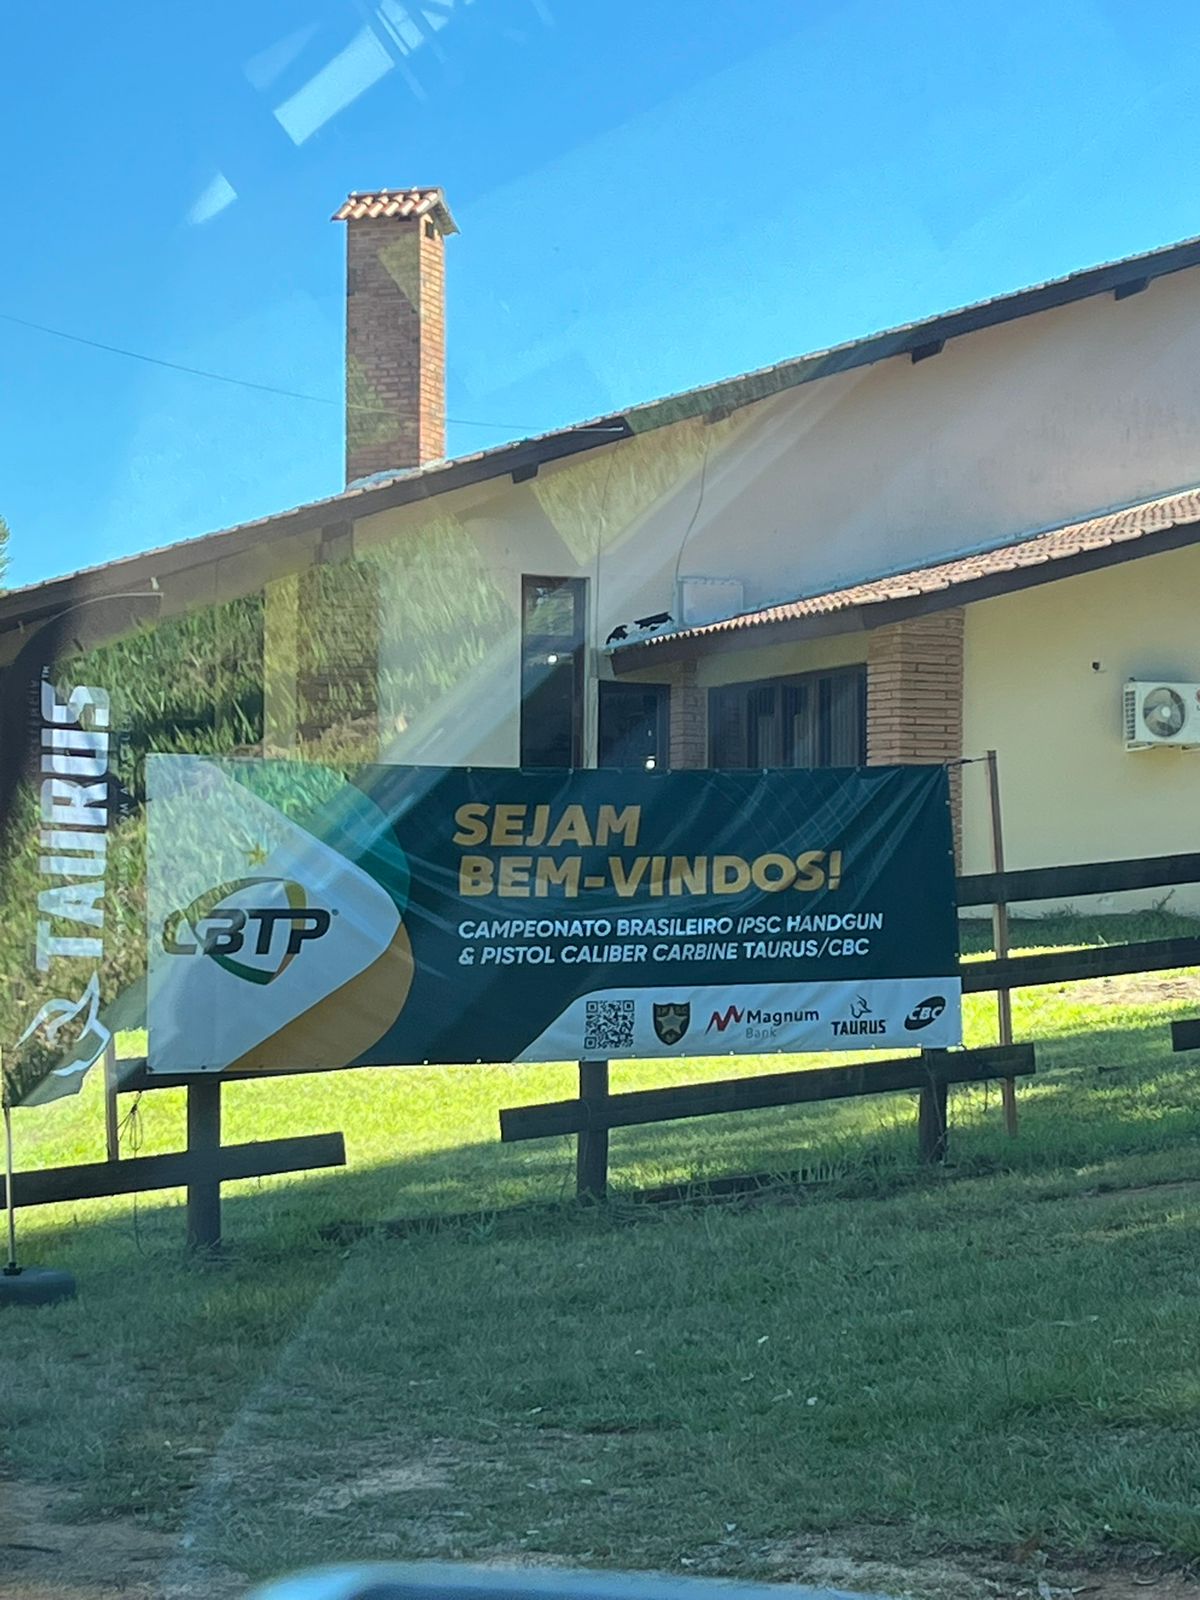 TAURUS
CBTP
SEJAM
BEM-VINDOS!
CAMPEONATO BRASILEIRO IPSC HANDGUN
& PISTOL CALIBER CARBINE TAURUS/CBC
Magnum
Bank
TAURUS
CBC